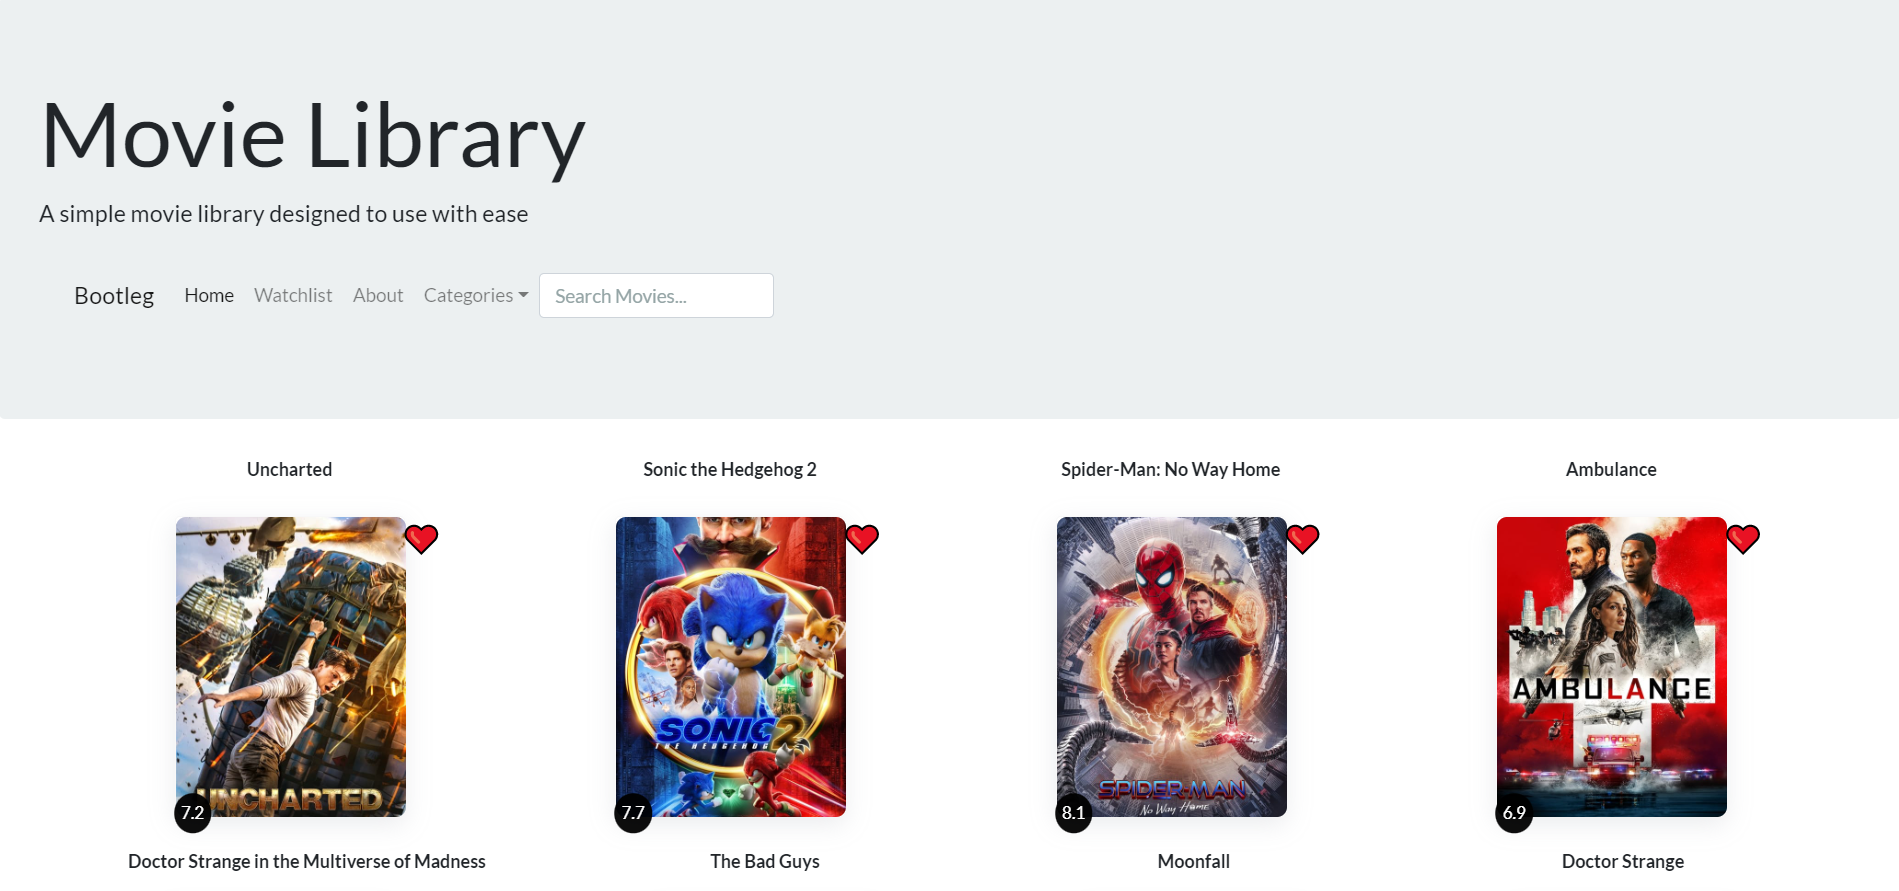 Movie Library
A simple movie library designed to use with ease
Bootleg Home Watchlist About Categories Search Movies...
Uncharted Sonic the Hedgehog 2 Spider-Man: No Way Home Ambulance
UNCHARTED
SONIC 2
THE HEDGEHOG
SPIDER-MAN
No Way Home
AMBULANCE
7.2 7.7 8.1 6.9
Doctor Strange in the Multiverse of Madness The Bad Guys Moonfall Doctor Strange